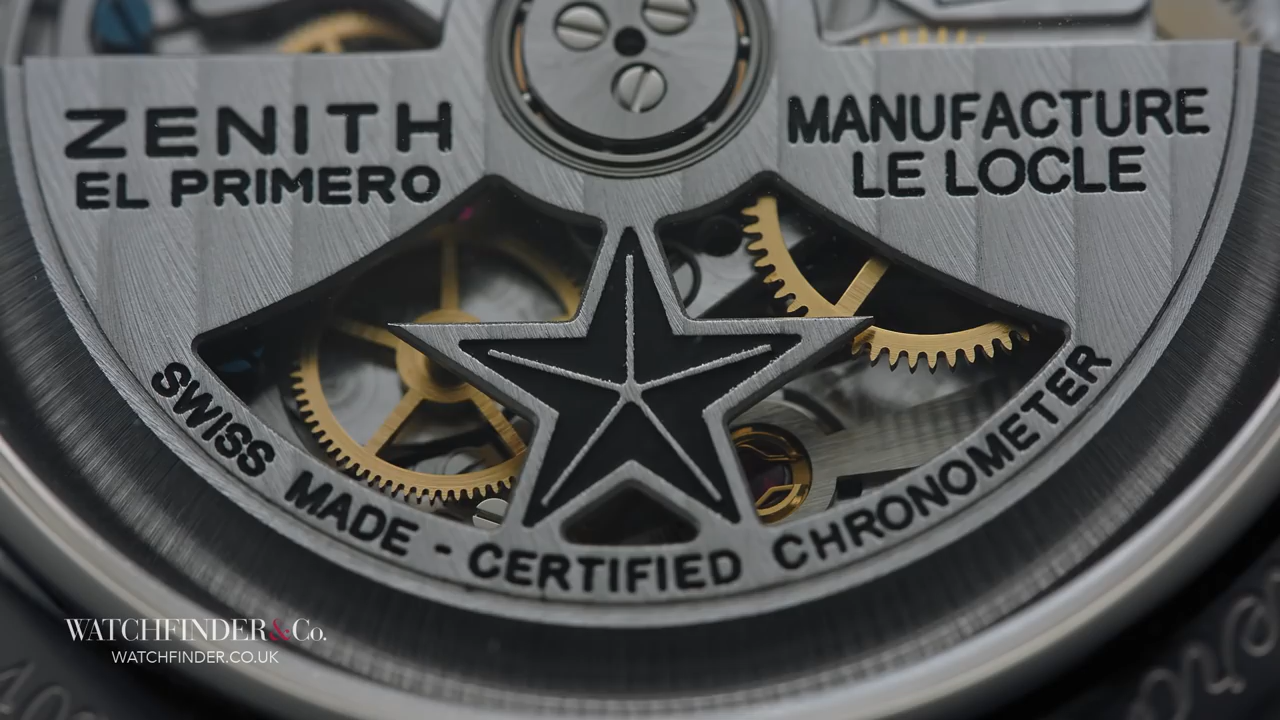 ZENITH
EL PRIMERO
MANUFACTURE
LE LOCLE
SWISS MADE - CERTIFIED CHRONOMETER
WATCHFINDER&Co.
WATCHFINDER.CO.UK